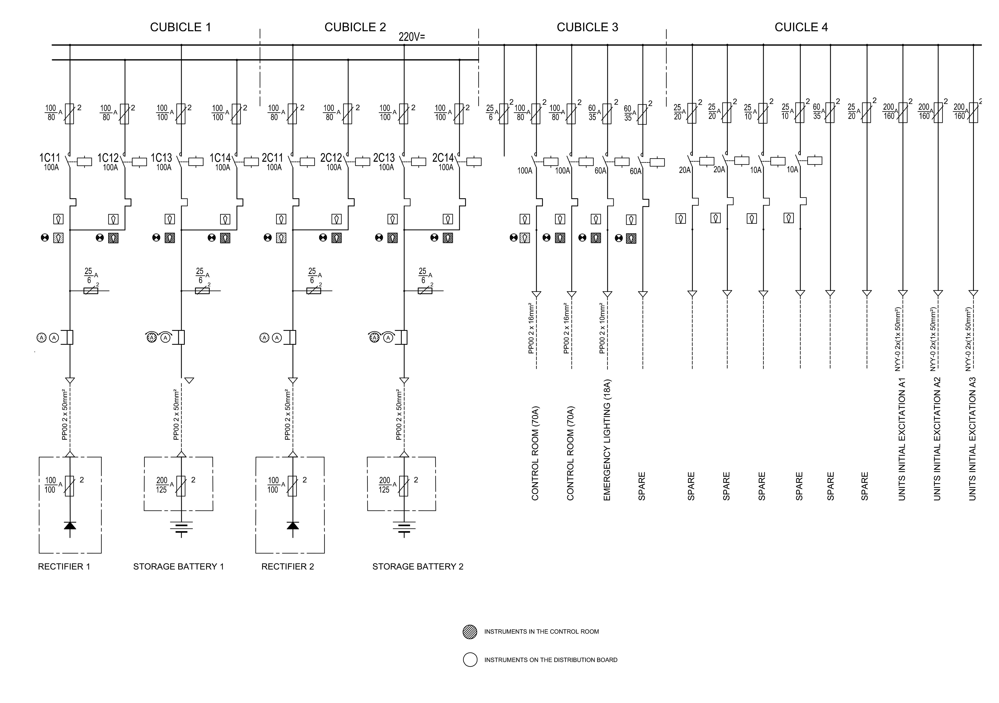 CUBICLE 1
CUBICLE 2
CUBICLE 3
CUICLE 4
220V=
100
80
A
2
100
80
A
2
100
100
A
2
100
100
A
2
100
80
A
2
100
80
A
2
100
100
A
2
100
100
A
2
25
6
A
2
100
80
A
2
100
80
A
2
60
35
A
2
60
35
A
2
25
20
A
2
25
20
A
2
25
10
A
2
25
10
A
2
60
35
A
2
25
20
A
2
200
160
A
2
200
160
A
2
200
160
A
2
1C11
100A
1C12
100A
1C13
100A
1C14
100A
2C11
100A
2C12
100A
2C13
100A
2C14
100A
100A
100A
60A
60A
20A
20A
10A
10A
25
6
A
2
25
6
A
2
25
6
A
2
25
6
A
2
A
A
A
A
A
A
A
A
PP00 2 x 50mm²
PP00 2 x 50mm²
PP00 2 x 50mm²
PP00 2 x 50mm²
PP00 2 x 16mm²
PP00 2 x 16mm²
PP00 2 x 10mm²
NYY-0 2x(1x 50mm²)
NYY-0 2x(1x 50mm²)
NYY-0 2x(1x 50mm²)
CONTROL ROOM (70A)
CONTROL ROOM (70A)
EMERGENCY LIGHTING (18A)
SPARE
SPARE
SPARE
SPARE
SPARE
SPARE
SPARE
UNITS INITIAL EXCITATION A1
UNITS INITIAL EXCITATION A2
UNITS INITIAL EXCITATION A3
100
100
A
2
200
125
A
2
100
100
A
2
200
125
A
2
RECTIFIER 1
STORAGE BATTERY 1
RECTIFIER 2
STORAGE BATTERY 2
INSTRUMENTS IN THE CONTROL ROOM
INSTRUMENTS ON THE DISTRIBUTION BOARD